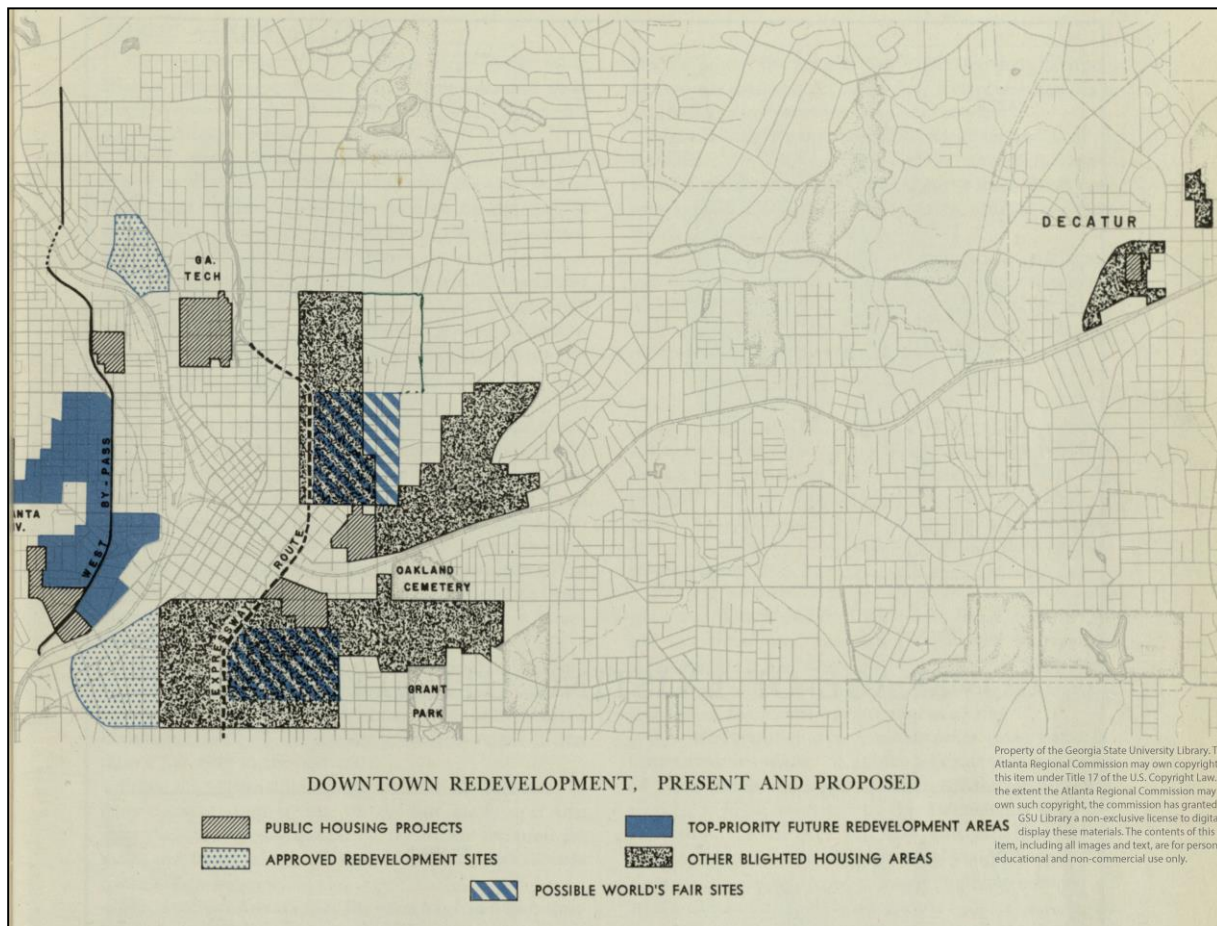 DECATUR
GA.
TECH
WEST BY-PASS
ANTA
V.
EXPRESSWAY ROUTE
OAKLAND
CEMETERY
GRANT
PARK
DOWNTOWN REDEVELOPMENT, PRESENT AND PROPOSED
PUBLIC HOUSING PROJECTS
TOP-PRIORITY FUTURE REDEVELOPMENT AREAS
APPROVED REDEVELOPMENT SITES
OTHER BLIGHTED HOUSING AREAS
POSSIBLE WORLD'S FAIR SITES
Property of the Georgia State University Library. T
Atlanta Regional Commission may own copyright
this item under Title 17 of the U.S. Copyright Law.
the extent the Atlanta Regional Commission may
own such copyright, the commission has granted
GSU Library a non-exclusive license to digita
display these materials. The contents of this
item, including all images and text, are for person
educational and non-commercial use only.